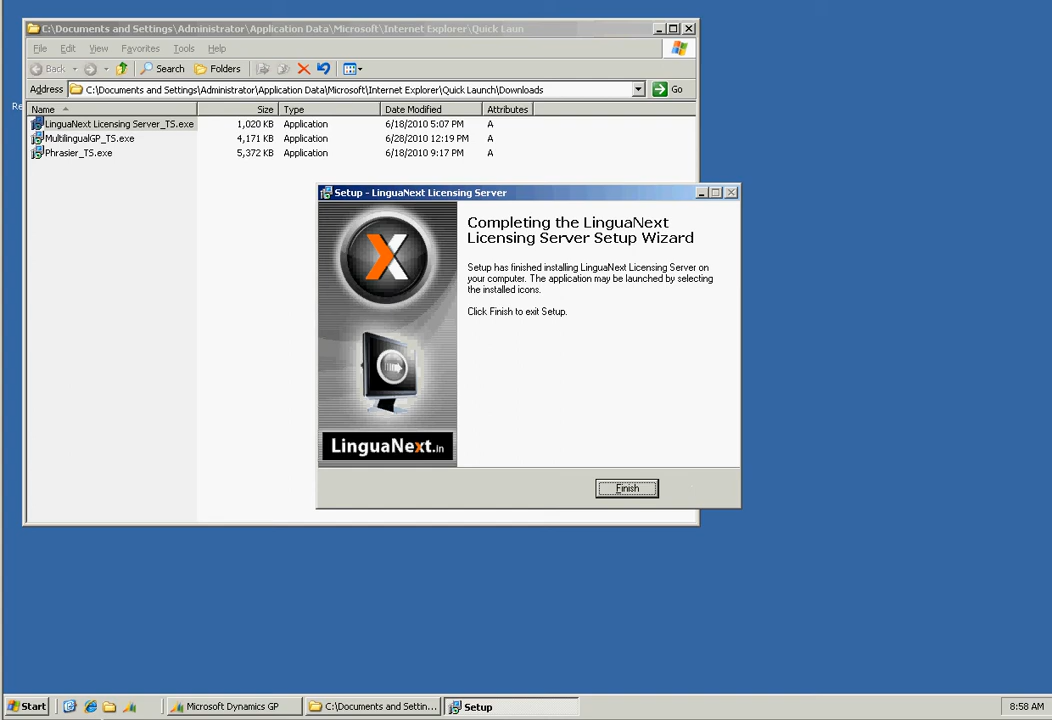 C:\Documents and Settings\Administrator\Application Data\Microsoft\Internet Explorer\Quick Laun
File Edit View Favorites Tools Help
Back Search Folders
Address C:\Documents and Settings\Administrator\Application Data\Microsoft\Internet Explorer\Quick Launch\Downloads Go
Re
Name Size Type Date Modified Attributes
LinguaNext Licensing Server_TS.exe 1,020 KB Application 6/18/2010 5:07 PM A
MultilingualGP_TS.exe 4,171 KB Application 6/28/2010 12:19 PM A
Phrasier_TS.exe 5,372 KB Application 6/18/2010 9:17 PM A
Setup - LinguaNext Licensing Server
Completing the LinguaNext
Licensing Server Setup Wizard
Setup has finished installing LinguaNext Licensing Server on
your computer. The application may be launched by selecting
the installed icons.
Click Finish to exit Setup.
X
LinguaNext.in
Finish
Start Microsoft Dynamics GP C:\Documents and Settin... Setup 8:58 AM